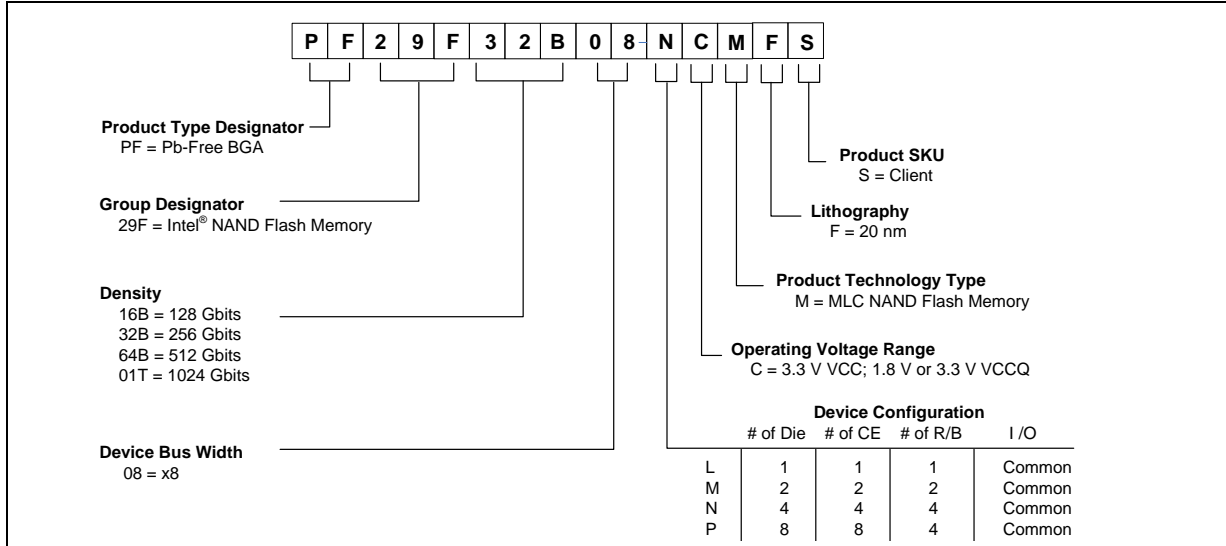 P F 2 9 F 3 2 B 0 8 - N C M F S
Product Type Designator
PF = Pb-Free BGA
Group Designator
29F = Intel® NAND Flash Memory
Density
16B = 128 Gbits
32B = 256 Gbits
64B = 512 Gbits
01T = 1024 Gbits
Device Bus Width
08 = x8
Product SKU
S = Client
Lithography
F = 20 nm
Product Technology Type
M = MLC NAND Flash Memory
Operating Voltage Range
C = 3.3 V VCC; 1.8 V or 3.3 V VCCQ
Device Configuration
# of Die # of CE # of R/B I /O
L 1 1 1 Common
M 2 2 2 Common
N 4 4 4 Common
P 8 8 4 Common